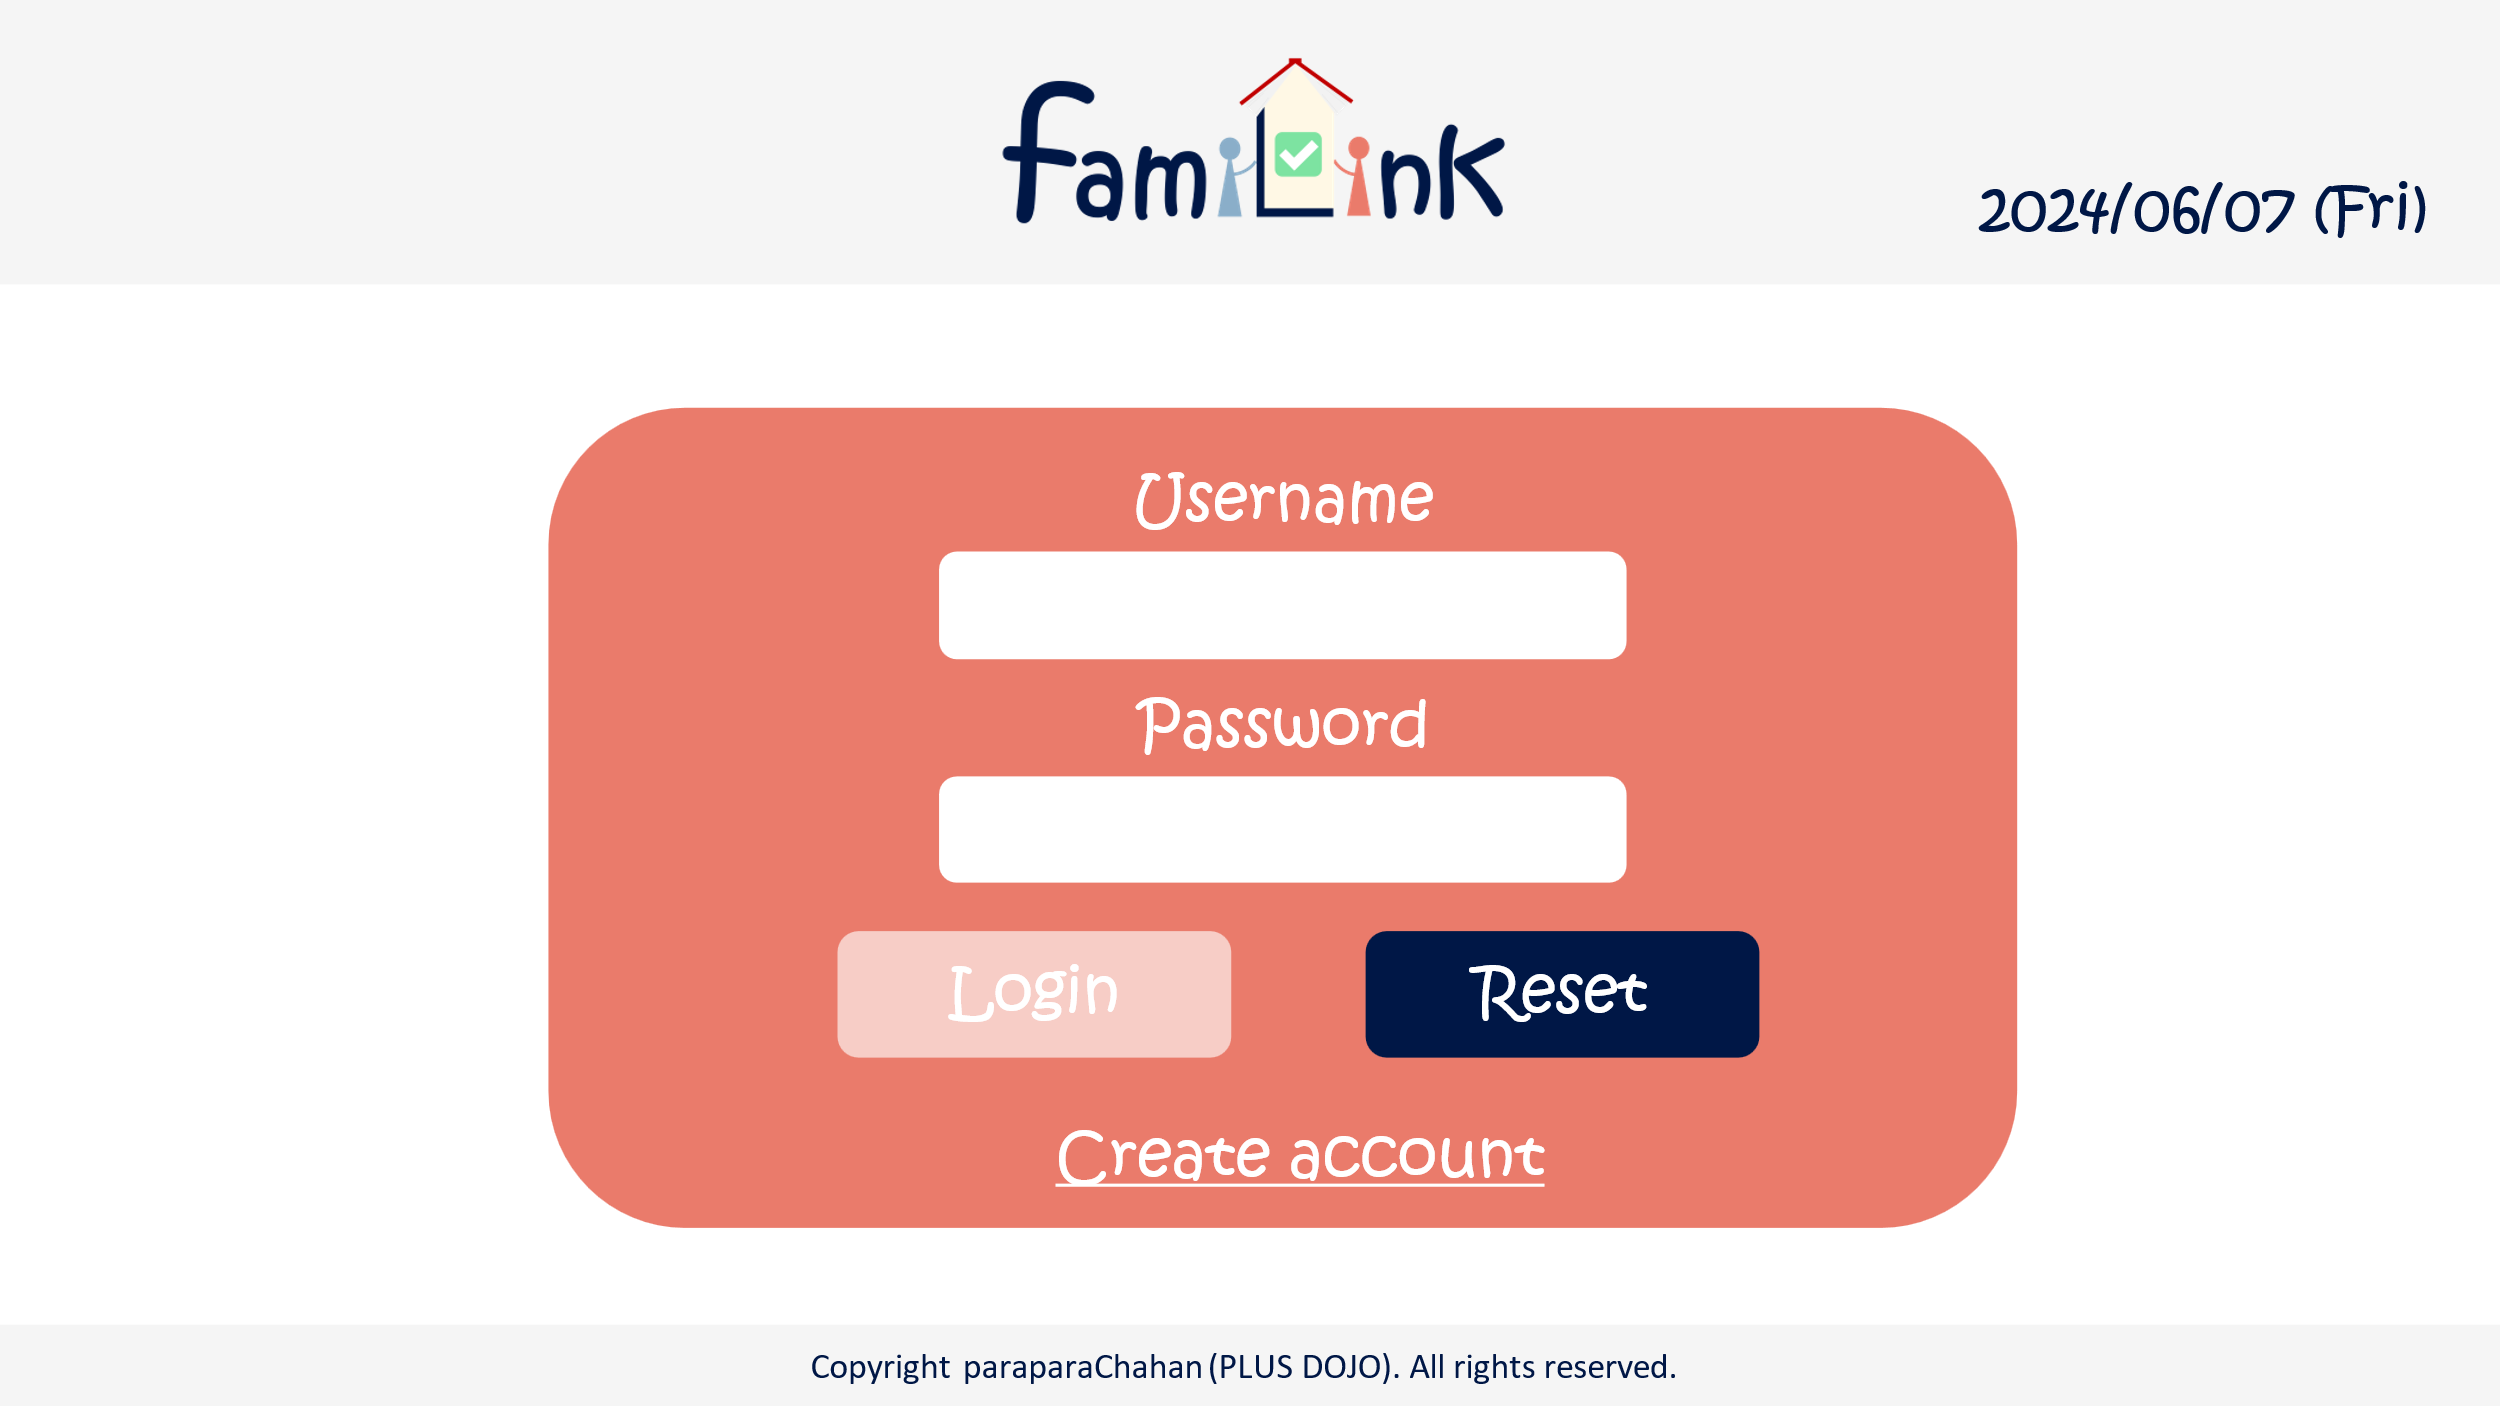 FamiLink
2024/06/07 (Fri)
Username
Password
Login
Reset
Create account
Copyright paraparaChahan (PLUS DOJO). All rights reserved.